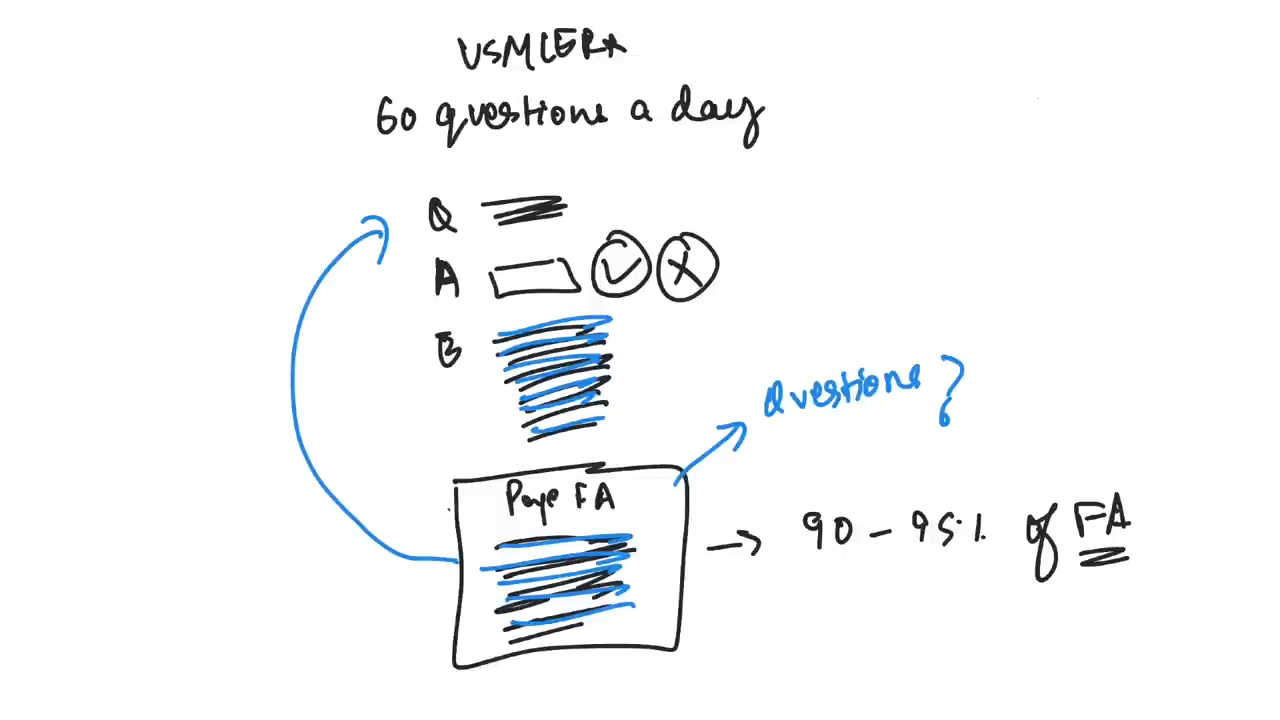 USMLERx
60 questions a day
Q
A
E
Questions?
Page FA
→ 90 - 95% of FA